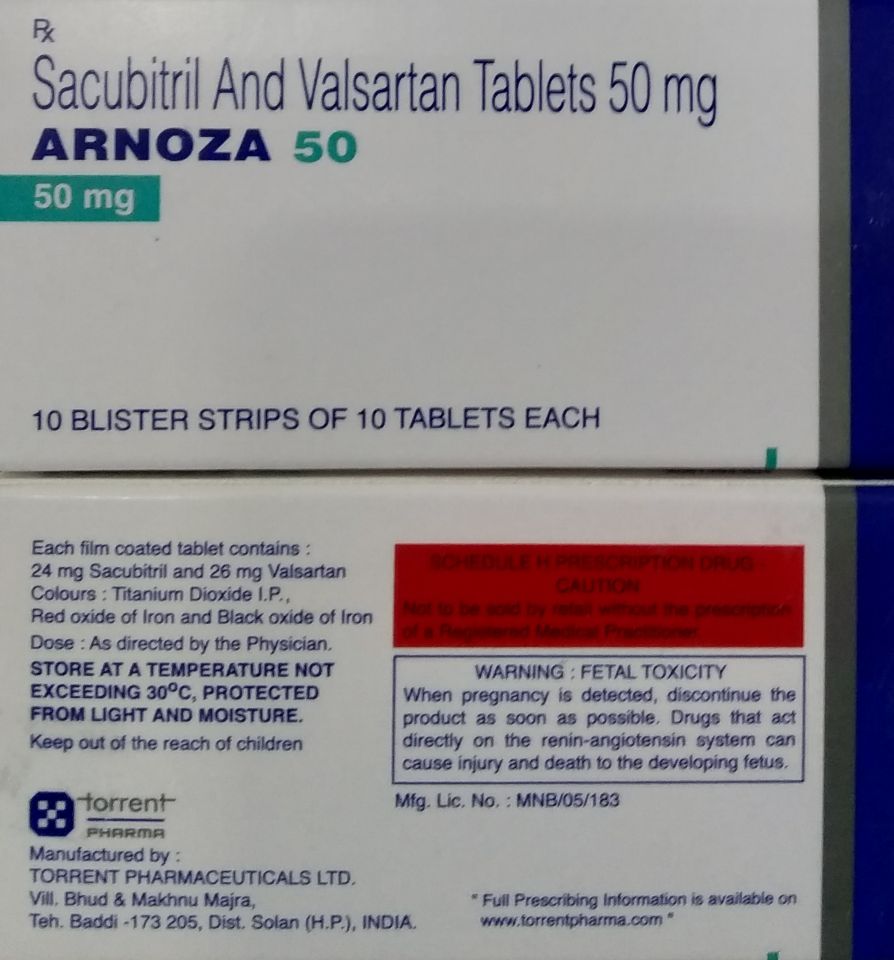 Rx
Sacubitril And Valsartan Tablets 50 mg
ARNOZA 50
50 mg
10 BLISTER STRIPS OF 10 TABLETS EACH
Each film coated tablet contains :
24 mg Sacubitril and 26 mg Valsartan
Colours : Titanium Dioxide I.P.,
Red oxide of Iron and Black oxide of Iron
Dose : As directed by the Physician.
STORE AT A TEMPERATURE NOT
EXCEEDING 30°C, PROTECTED
FROM LIGHT AND MOISTURE.
Keep out of the reach of children
torrent
PHARMA
Manufactured by :
TORRENT PHARMACEUTICALS LTD.
Vill. Bhud & Makhnu Majra,
Teh. Baddi -173 205, Dist. Solan (H.P.), INDIA.
SCHEDULE H PRESCRIPTION DRUG -
CAUTION
Not to be sold by retail without the prescription
of a Registered Medical Practitioner.
WARNING : FETAL TOXICITY
When pregnancy is detected, discontinue the
product as soon as possible. Drugs that act
directly on the renin-angiotensin system can
cause injury and death to the developing fetus.
Mfg. Lic. No. : MNB/05/183
" Full Prescribing Information is available on
www.torrentpharma.com "